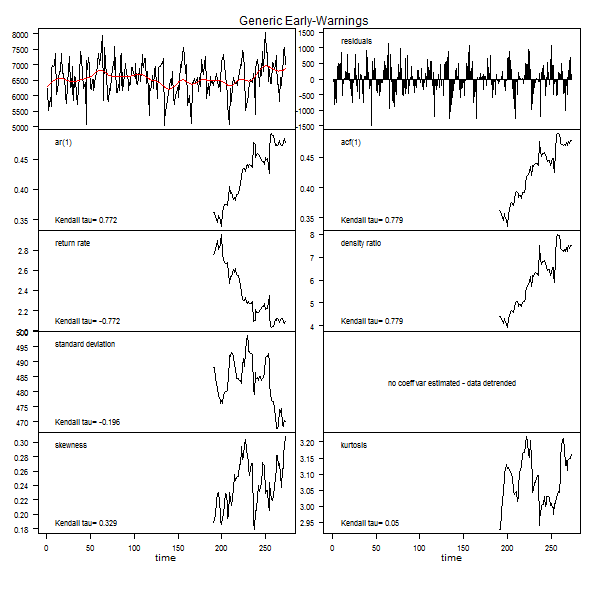 Generic Early-Warnings
8000
7500
7000
6500
6000
5500
5000
1500
1000
500
0
-500
-1500
residuals
ar(1)
0.45
0.40
0.35
Kendall tau= 0.772
acf(1)
0.45
0.40
0.35
Kendall tau= 0.779
return rate
2.8
2.6
2.4
2.2
2.0
Kendall tau= -0.772
density ratio
8
7
6
5
4
Kendall tau= 0.779
standard deviation
500
495
490
485
480
475
470
Kendall tau= -0.196
no coeff var estimated - data detrended
skewness
0.30
0.28
0.26
0.24
0.22
0.20
0.18
Kendall tau= 0.329
0 50 100 150 200 250
time
kurtosis
3.20
3.15
3.10
3.05
3.00
2.95
Kendall tau= 0.05
0 50 100 150 200 250
time